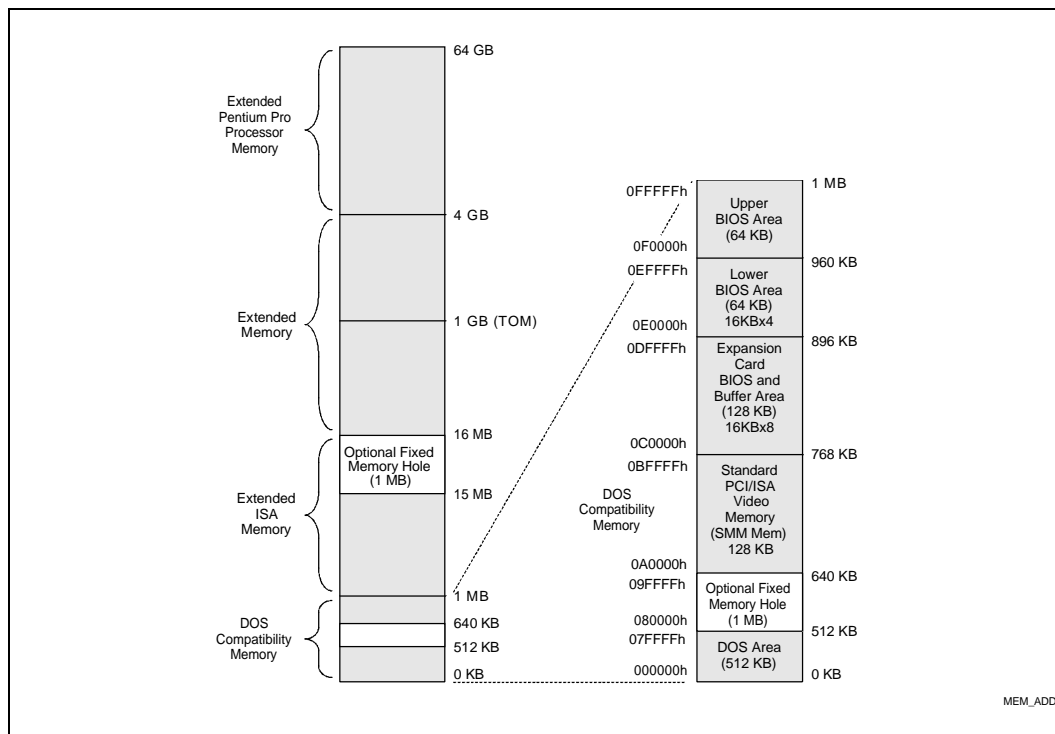 64 GB
Extended
Pentium Pro
Processor
Memory
4 GB
Extended
Memory
1 GB (TOM)
16 MB
Optional Fixed
Memory Hole
(1 MB)
15 MB
Extended
ISA
Memory
1 MB
DOS
Compatibility
Memory
640 KB
512 KB
0 KB
DOS
Compatibility
Memory
0FFFFFh
1 MB
Upper
BIOS Area
(64 KB)
0F0000h
960 KB
0EFFFFh
Lower
BIOS Area
(64 KB)
16KBx4
0E0000h
896 KB
0DFFFFh
Expansion
Card
BIOS and
Buffer Area
(128 KB)
16KBx8
0C0000h
768 KB
0BFFFFh
Standard
PCI/ISA
Video
Memory
(SMM Mem)
128 KB
0A0000h
640 KB
09FFFFh
Optional Fixed
Memory Hole
(1 MB)
080000h
512 KB
07FFFFh
DOS Area
(512 KB)
000000h
0 KB
MEM_ADD